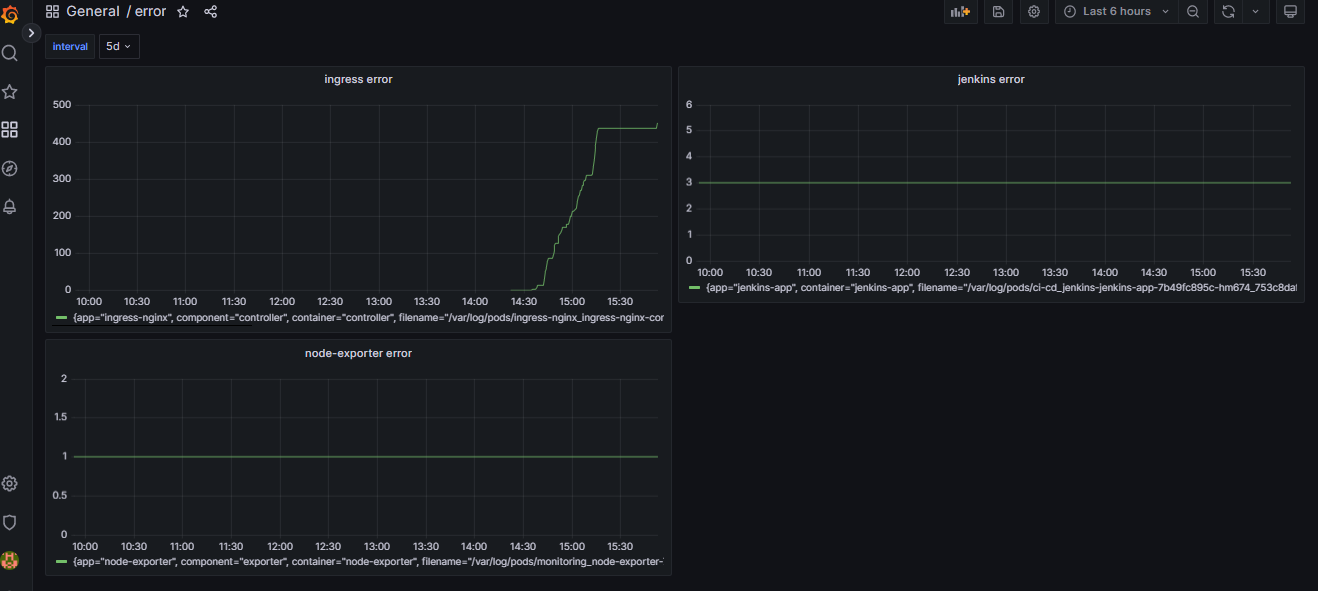 General / error
Last 6 hours
interval 5d
ingress error
500
400
300
200
100
0
10:00 10:30 11:00 11:30 12:00 12:30 13:00 13:30 14:00 14:30 15:00 15:30
{app="ingress-nginx", component="controller", container="controller", filename="/var/log/pods/ingress-nginx_ingress-nginx-cor
jenkins error
6
5
4
3
2
1
0
10:00 10:30 11:00 11:30 12:00 12:30 13:00 13:30 14:00 14:30 15:00 15:30
{app="jenkins-app", container="jenkins-app", filename="/var/log/pods/ci-cd_jenkins-jenkins-app-7b49fc895c-hm674_753c8daf
node-exporter error
2
1.5
1
0.5
0
10:00 10:30 11:00 11:30 12:00 12:30 13:00 13:30 14:00 14:30 15:00 15:30
{app="node-exporter", component="exporter", container="node-exporter", filename="/var/log/pods/monitoring_node-exporter-